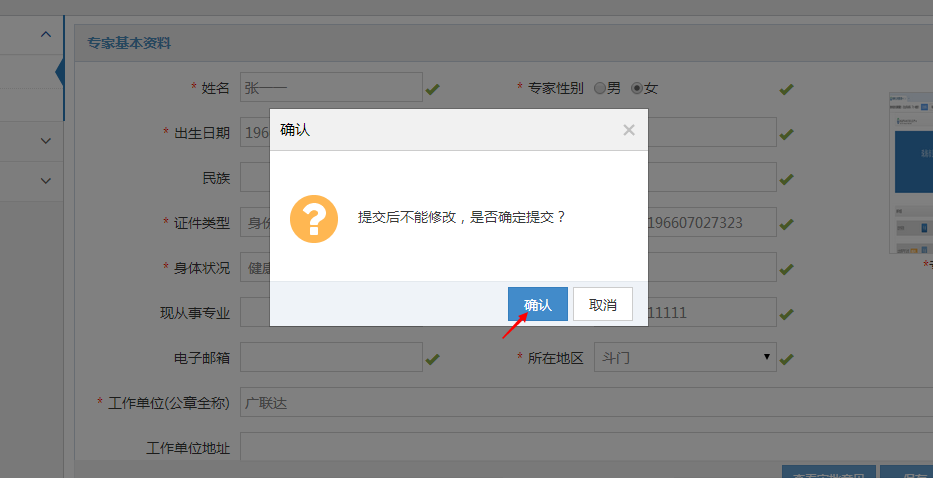 专家基本资料
* 姓名 张一一 * 专家性别 男 女
* 出生日期 196
确认 ×
民族
提交后不能修改，是否确定提交？
* 证件类型 196607027323
* 身体状况 健康
确认 取消
现从事专业 11111
电子邮箱 * 所在地区 斗门
* 工作单位(公章全称) 广联达
工作单位地址